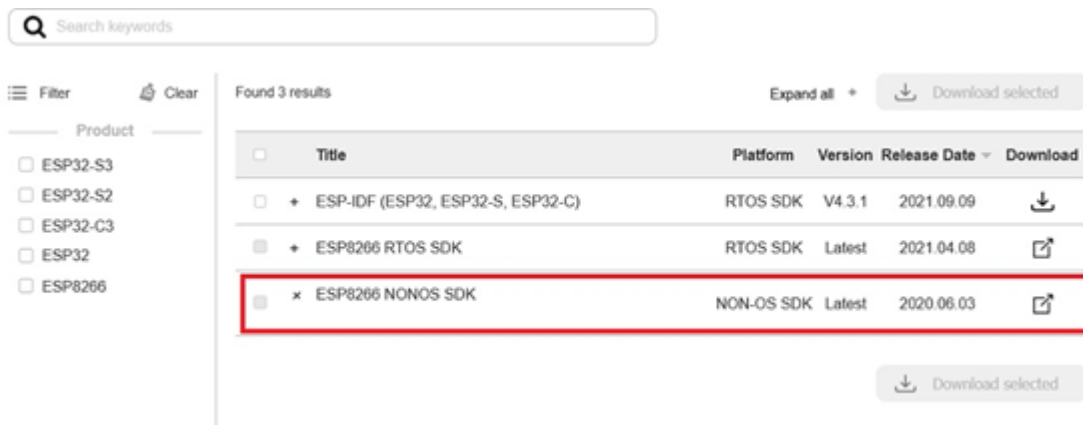 Search keywords
Filter Clear
Product
ESP32-S3
ESP32-S2
ESP32-C3
ESP32
ESP8266
Found 3 results Expand all + Download selected
Title Platform Version Release Date Download
+ ESP-IDF (ESP32, ESP32-S, ESP32-C) RTOS SDK V4.3.1 2021.09.09
+ ESP8266 RTOS SDK RTOS SDK Latest 2021.04.08
× ESP8266 NONOS SDK NON-OS SDK Latest 2020.06.03
Download selected